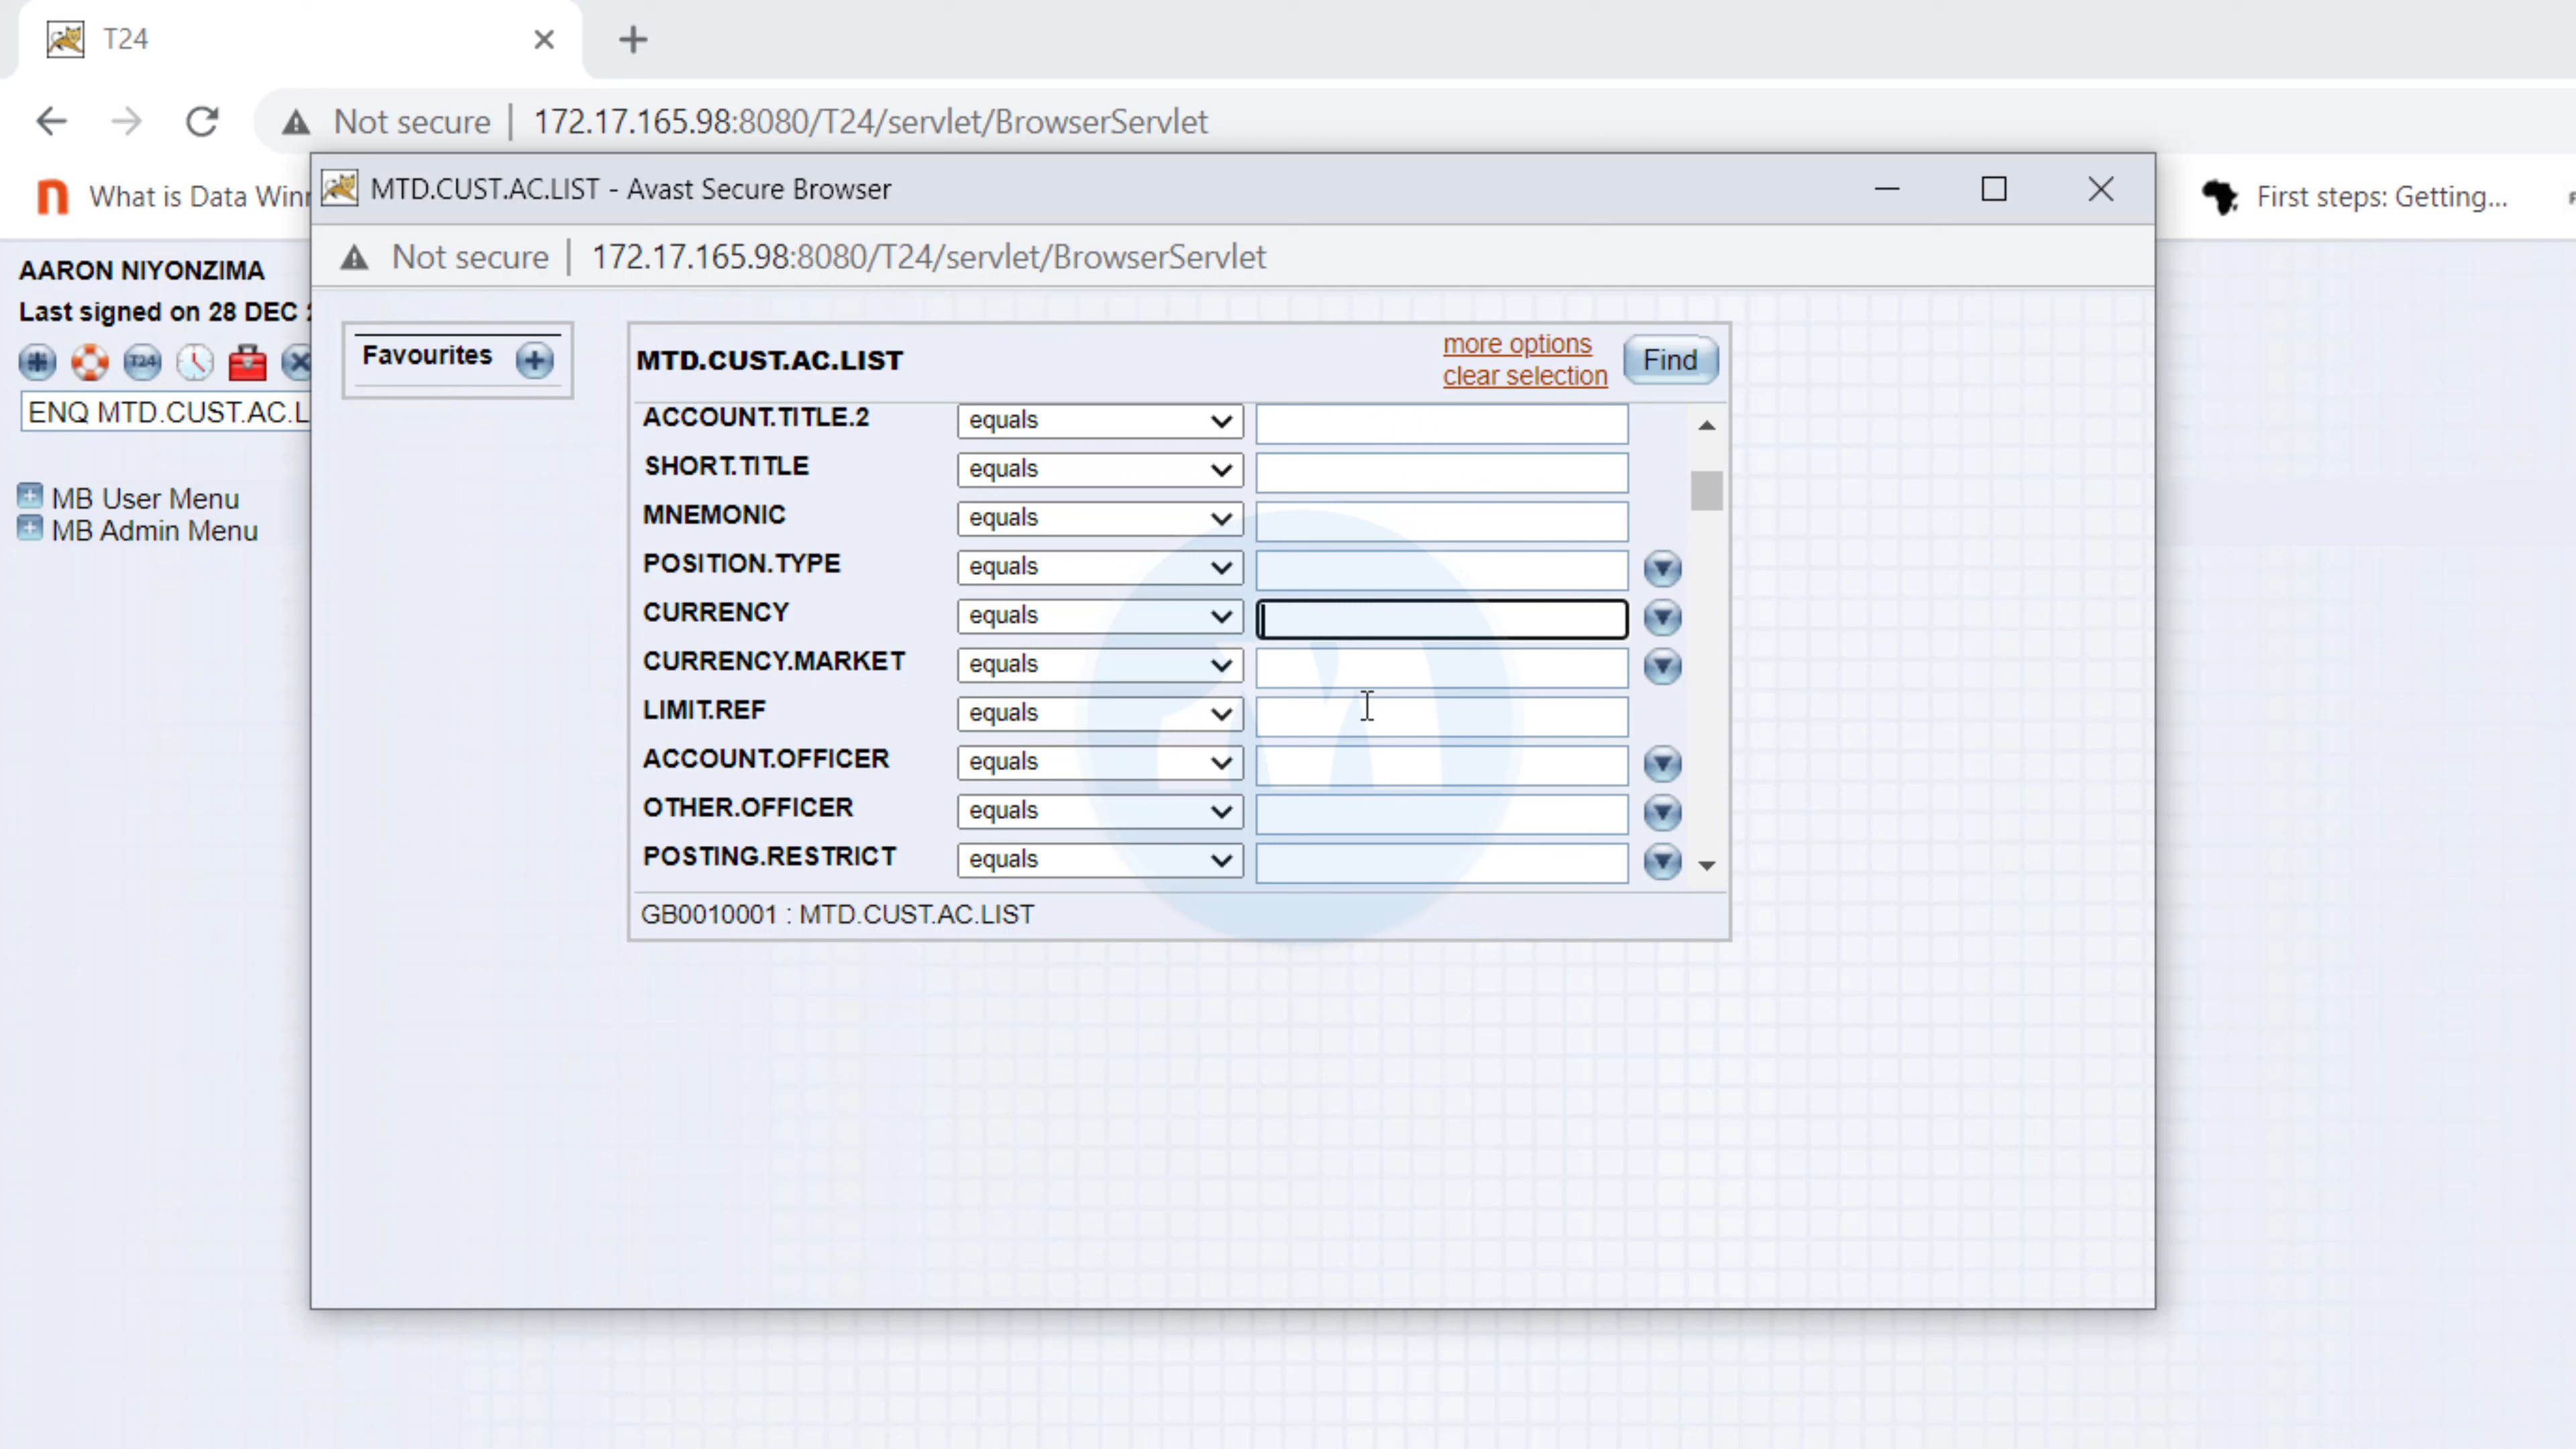 T24
Not secure | 172.17.165.98:8080/T24/servlet/BrowserServlet
What is Data Winn
First steps: Getting...
MTD.CUST.AC.LIST - Avast Secure Browser
Not secure | 172.17.165.98:8080/T24/servlet/BrowserServlet
AARON NIYONZIMA
Last signed on 28 DEC
T24
ENQ MTD.CUST.AC.L
MB User Menu
MB Admin Menu
Favourites
MTD.CUST.AC.LIST
more options
clear selection
Find
ACCOUNT.TITLE.2 equals
SHORT.TITLE equals
MNEMONIC equals
POSITION.TYPE equals
CURRENCY equals
CURRENCY.MARKET equals
LIMIT.REF equals
ACCOUNT.OFFICER equals
OTHER.OFFICER equals
POSTING.RESTRICT equals
GB0010001 : MTD.CUST.AC.LIST